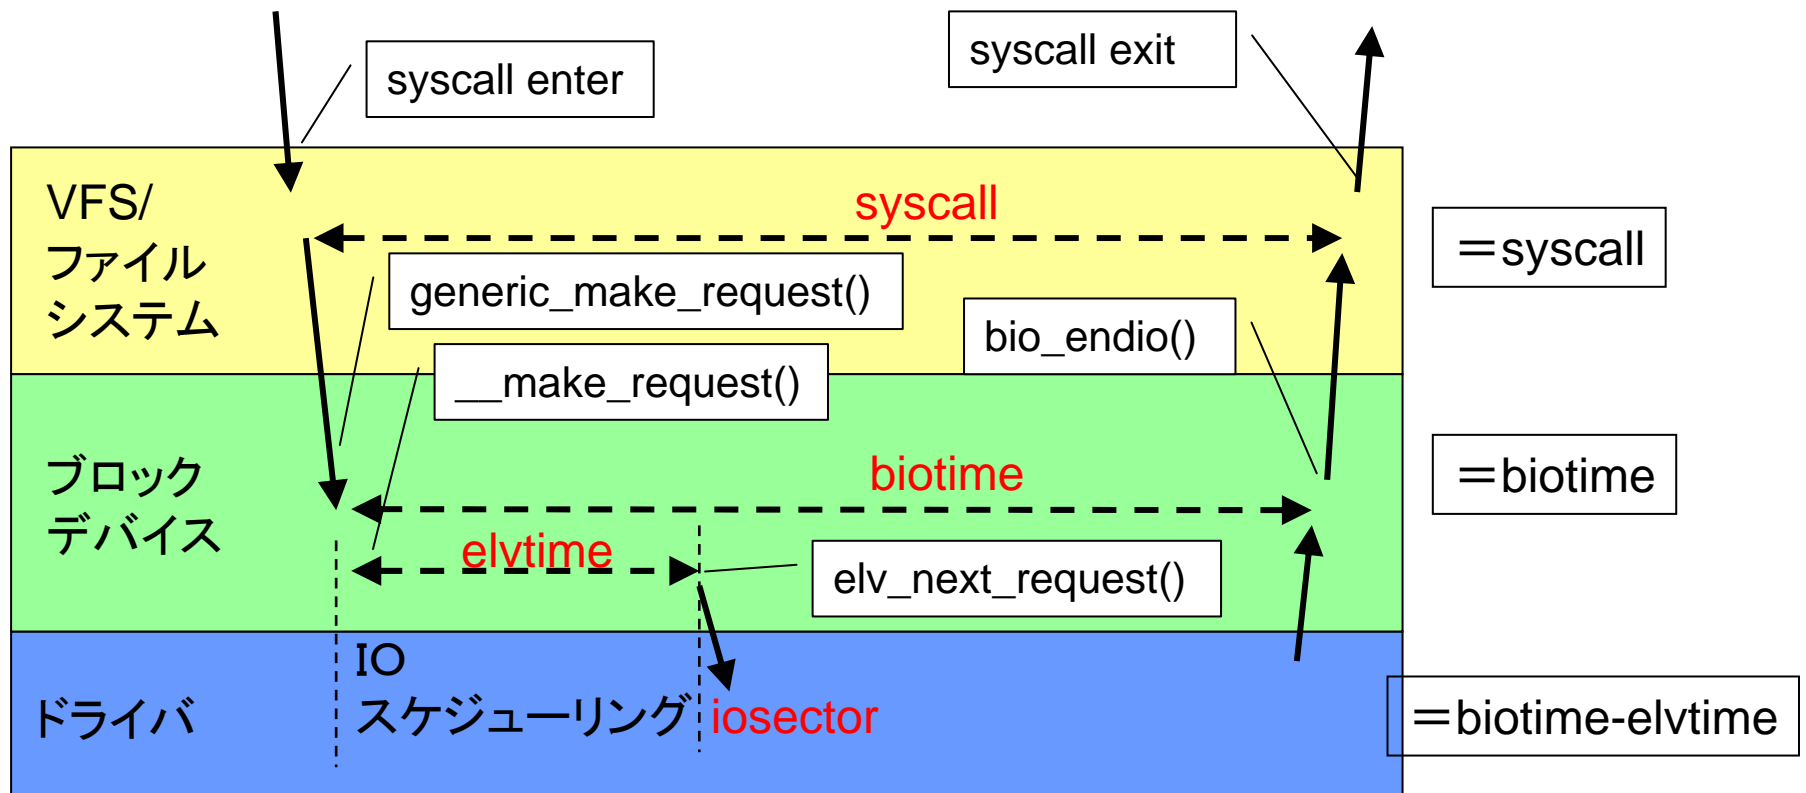 syscall enter
syscall exit
VFS/
ファイル
システム
syscall
＝syscall
generic_make_request()
bio_endio()
__make_request()
ブロック
デバイス
biotime
＝biotime
elvtime
elv_next_request()
ドライバ
IO
スケジューリング
iosector
＝biotime-elvtime